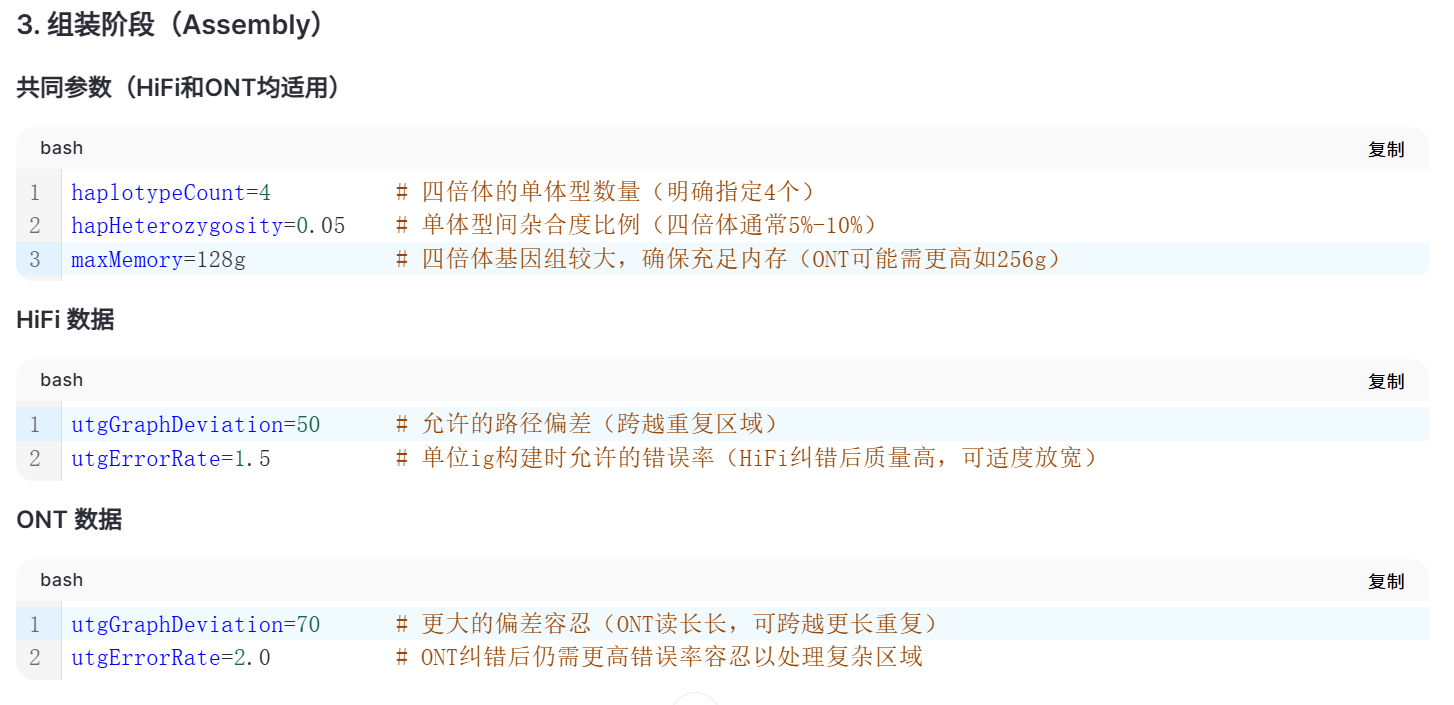 3. 组装阶段（Assembly）
共同参数（HiFi和ONT均适用）
bash 复制
1 haplotypeCount=4 # 四倍体的单体型数量（明确指定4个）
2 hapHeterozygosity=0.05 # 单体型间杂合度比例（四倍体通常5%-10%）
3 maxMemory=128g # 四倍体基因组较大，确保充足内存（ONT可能需更高如256g）
HiFi 数据
bash 复制
1 utgGraphDeviation=50 # 允许的路径偏差（跨越重复区域）
2 utgErrorRate=1.5 # 单位ig构建时允许的错误率（HiFi纠错后质量高，可适度放宽）
ONT 数据
bash 复制
1 utgGraphDeviation=70 # 更大的偏差容忍（ONT读长长，可跨越更长重复）
2 utgErrorRate=2.0 # ONT纠错后仍需更高错误率容忍以处理复杂区域